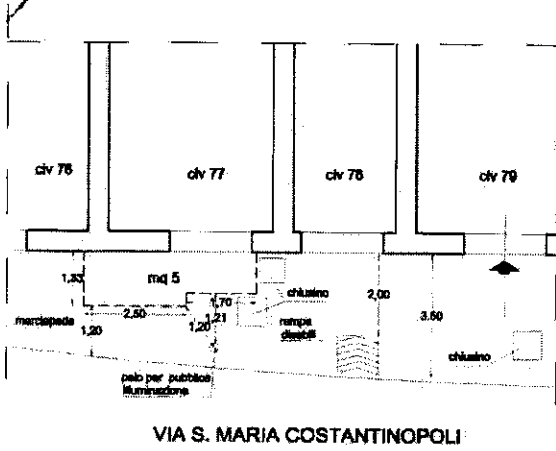 civ 76
civ 77
civ 78
civ 79
1,33
mq 5
marciapiede
1,20
2,50
1,70
1,21
1,20
chiusino
rampa
disabili
2,00
3,50
chiusino
palo per pubblica
illuminazione
VIA S. MARIA COSTANTINOPOLI